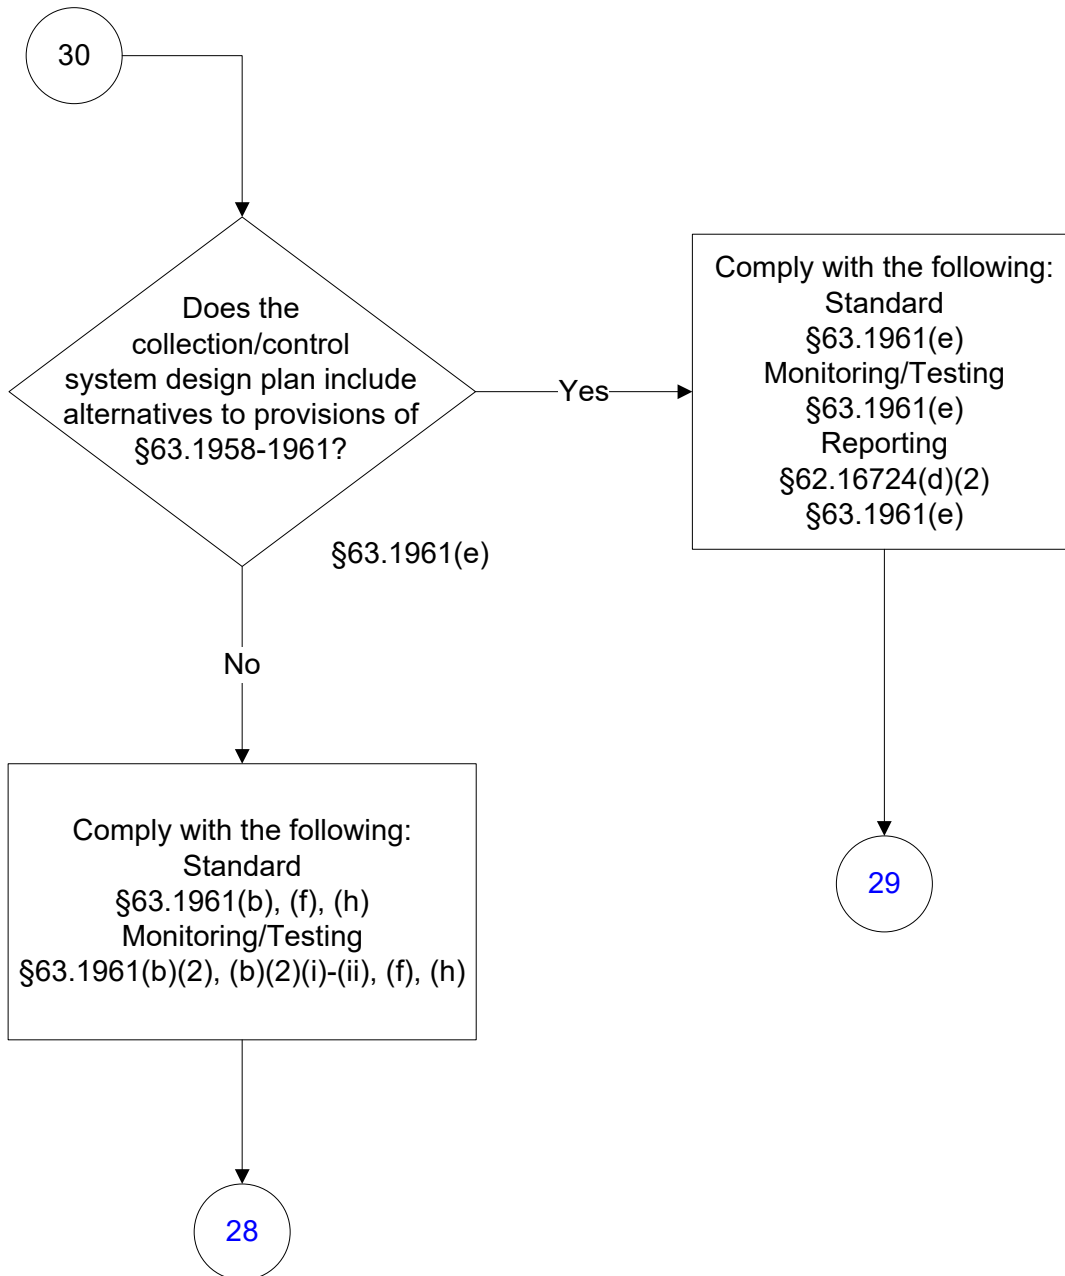 30
Does the
collection/control
system design plan include
alternatives to provisions of
§63.1958-1961?
§63.1961(e)
Yes
Comply with the following:
Standard
§63.1961(e)
Monitoring/Testing
§63.1961(e)
Reporting
§62.16724(d)(2)
§63.1961(e)
29
No
Comply with the following:
Standard
§63.1961(b), (f), (h)
Monitoring/Testing
§63.1961(b)(2), (b)(2)(i)-(ii), (f), (h)
28